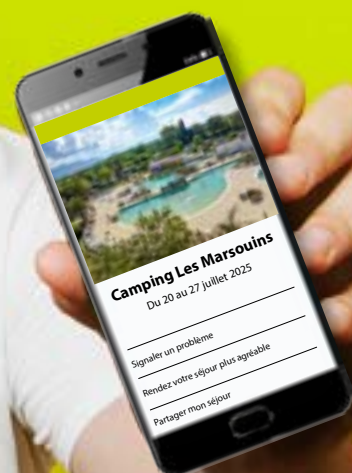 Camping Les Marsouins
Du 20 au 27 juillet 2025
Signaler un problème
Rendez votre séjour plus agréable
Partager mon séjour